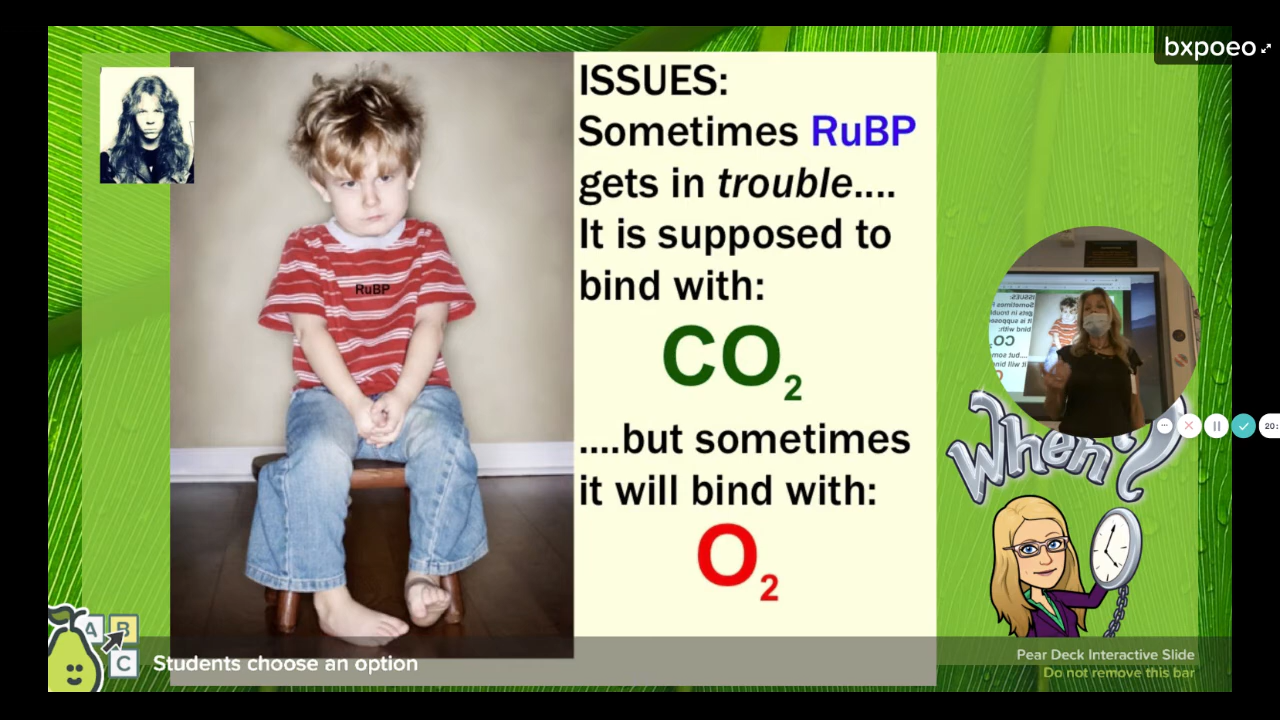 bxpoeo
ISSUES:
Sometimes RuBP
gets in trouble....
It is supposed to
bind with:
CO₂
....but sometimes
it will bind with:
O₂
RuBP
When?
A B
C
Students choose an option
Pear Deck Interactive Slide
Do not remove this bar
20: